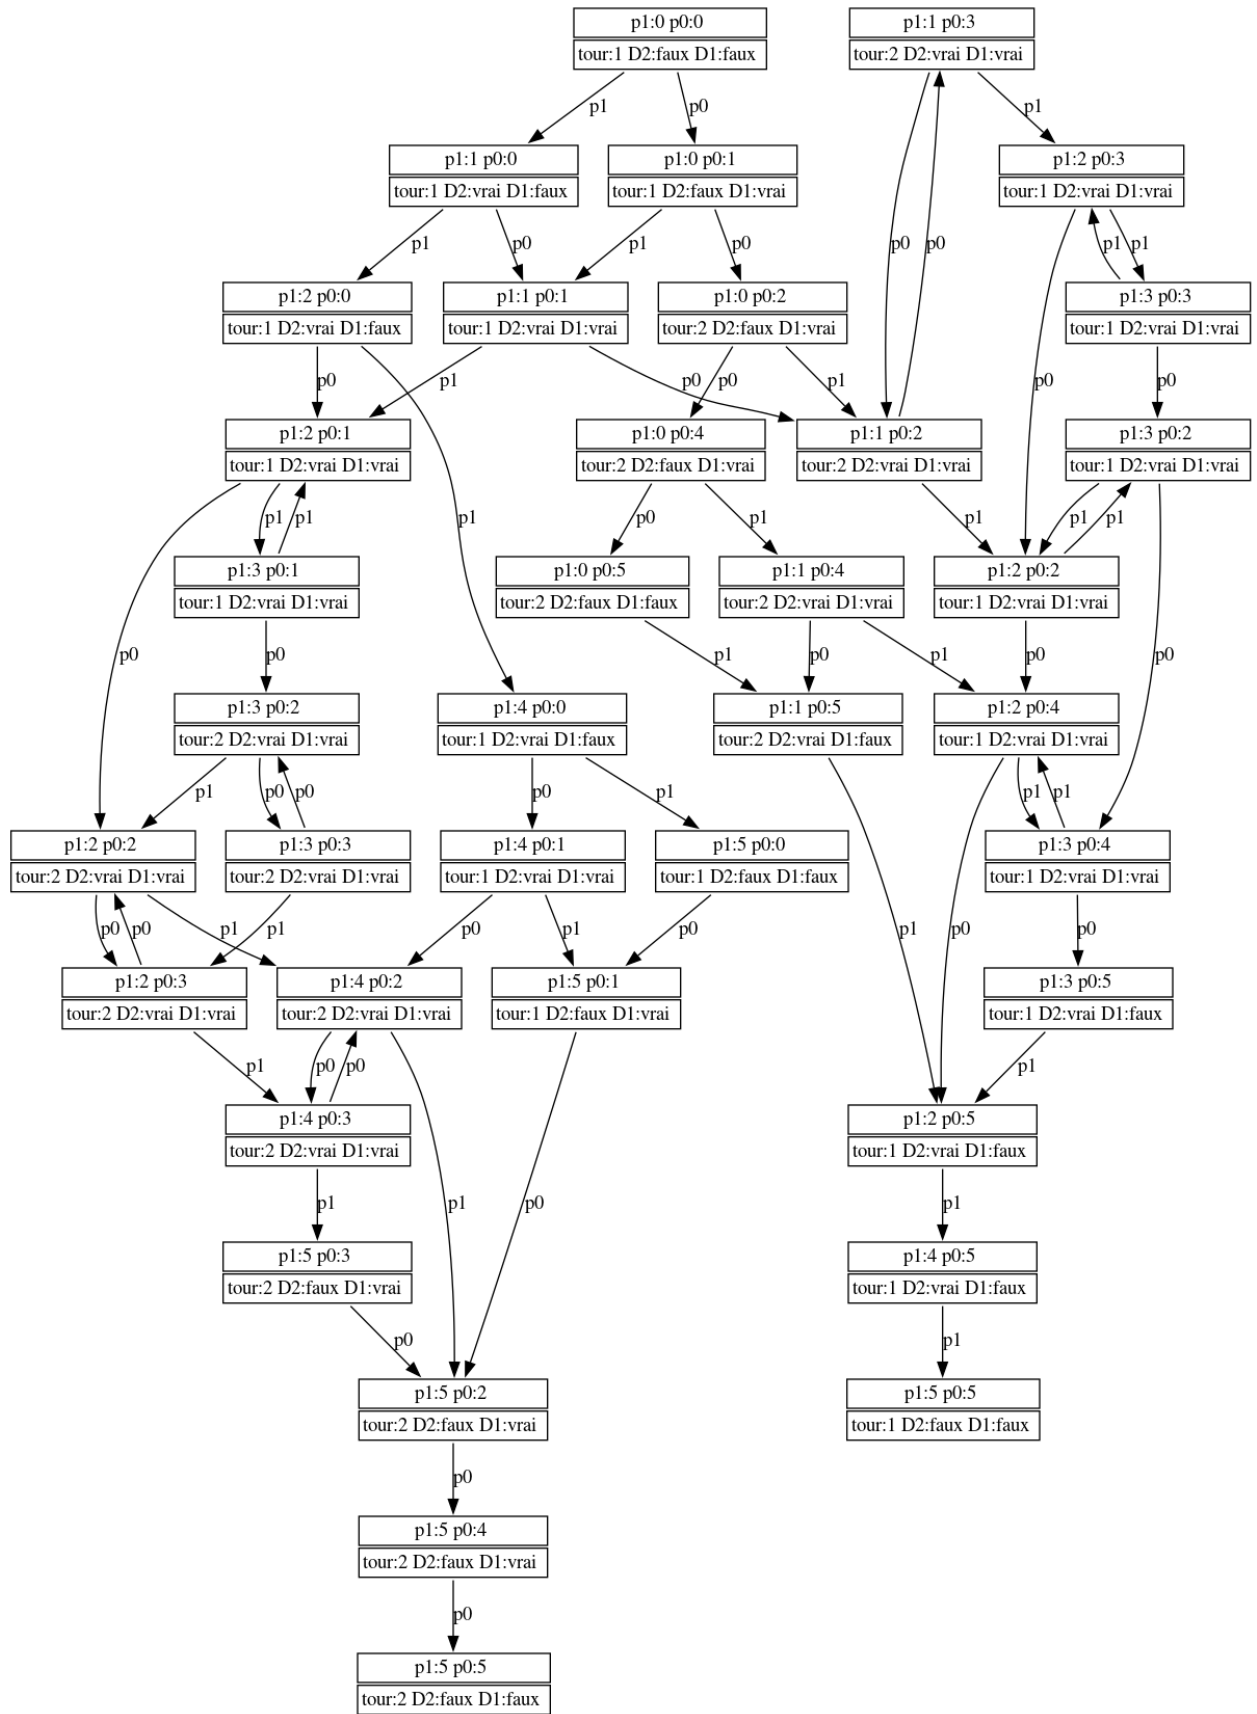 p1:0 p0:0
tour:1 D2:faux D1:faux
p1:1 p0:3
tour:2 D2:vrai D1:vrai
p1
p0
p1
p1:1 p0:0
tour:1 D2:vrai D1:faux
p1:0 p0:1
tour:1 D2:faux D1:vrai
p1:2 p0:3
tour:1 D2:vrai D1:vrai
p1
p0
p1
p0
p0
p0
p1
p1
p1:2 p0:0
tour:1 D2:vrai D1:faux
p1:1 p0:1
tour:1 D2:vrai D1:vrai
p1:0 p0:2
tour:2 D2:faux D1:vrai
p1:3 p0:3
tour:1 D2:vrai D1:vrai
p0
p1
p0
p0
p1
p0
p0
p1:2 p0:1
tour:1 D2:vrai D1:vrai
p1:0 p0:4
tour:2 D2:faux D1:vrai
p1:1 p0:2
tour:2 D2:vrai D1:vrai
p1:3 p0:2
tour:1 D2:vrai D1:vrai
p1
p1
p1
p0
p1
p1
p1
p1
p1:3 p0:1
tour:1 D2:vrai D1:vrai
p1:0 p0:5
tour:2 D2:faux D1:faux
p1:1 p0:4
tour:2 D2:vrai D1:vrai
p1:2 p0:2
tour:1 D2:vrai D1:vrai
p0
p0
p1
p0
p1
p0
p0
p1:3 p0:2
tour:2 D2:vrai D1:vrai
p1:4 p0:0
tour:1 D2:vrai D1:faux
p1:1 p0:5
tour:2 D2:vrai D1:faux
p1:2 p0:4
tour:1 D2:vrai D1:vrai
p1
p0
p0
p0
p1
p1
p1
p1:2 p0:2
tour:2 D2:vrai D1:vrai
p1:3 p0:3
tour:2 D2:vrai D1:vrai
p1:4 p0:1
tour:1 D2:vrai D1:vrai
p1:5 p0:0
tour:1 D2:faux D1:faux
p1:3 p0:4
tour:1 D2:vrai D1:vrai
p0
p0
p1
p1
p0
p1
p0
p1
p0
p0
p1:2 p0:3
tour:2 D2:vrai D1:vrai
p1:4 p0:2
tour:2 D2:vrai D1:vrai
p1:5 p0:1
tour:1 D2:faux D1:vrai
p1:3 p0:5
tour:1 D2:vrai D1:faux
p1
p0
p0
p1
p1:4 p0:3
tour:2 D2:vrai D1:vrai
p1:2 p0:5
tour:1 D2:vrai D1:faux
p1
p1
p0
p1
p1:5 p0:3
tour:2 D2:faux D1:vrai
p1:4 p0:5
tour:1 D2:vrai D1:faux
p0
p1
p1:5 p0:2
tour:2 D2:faux D1:vrai
p1:5 p0:5
tour:1 D2:faux D1:faux
p0
p1:5 p0:4
tour:2 D2:faux D1:vrai
p0
p1:5 p0:5
tour:2 D2:faux D1:faux